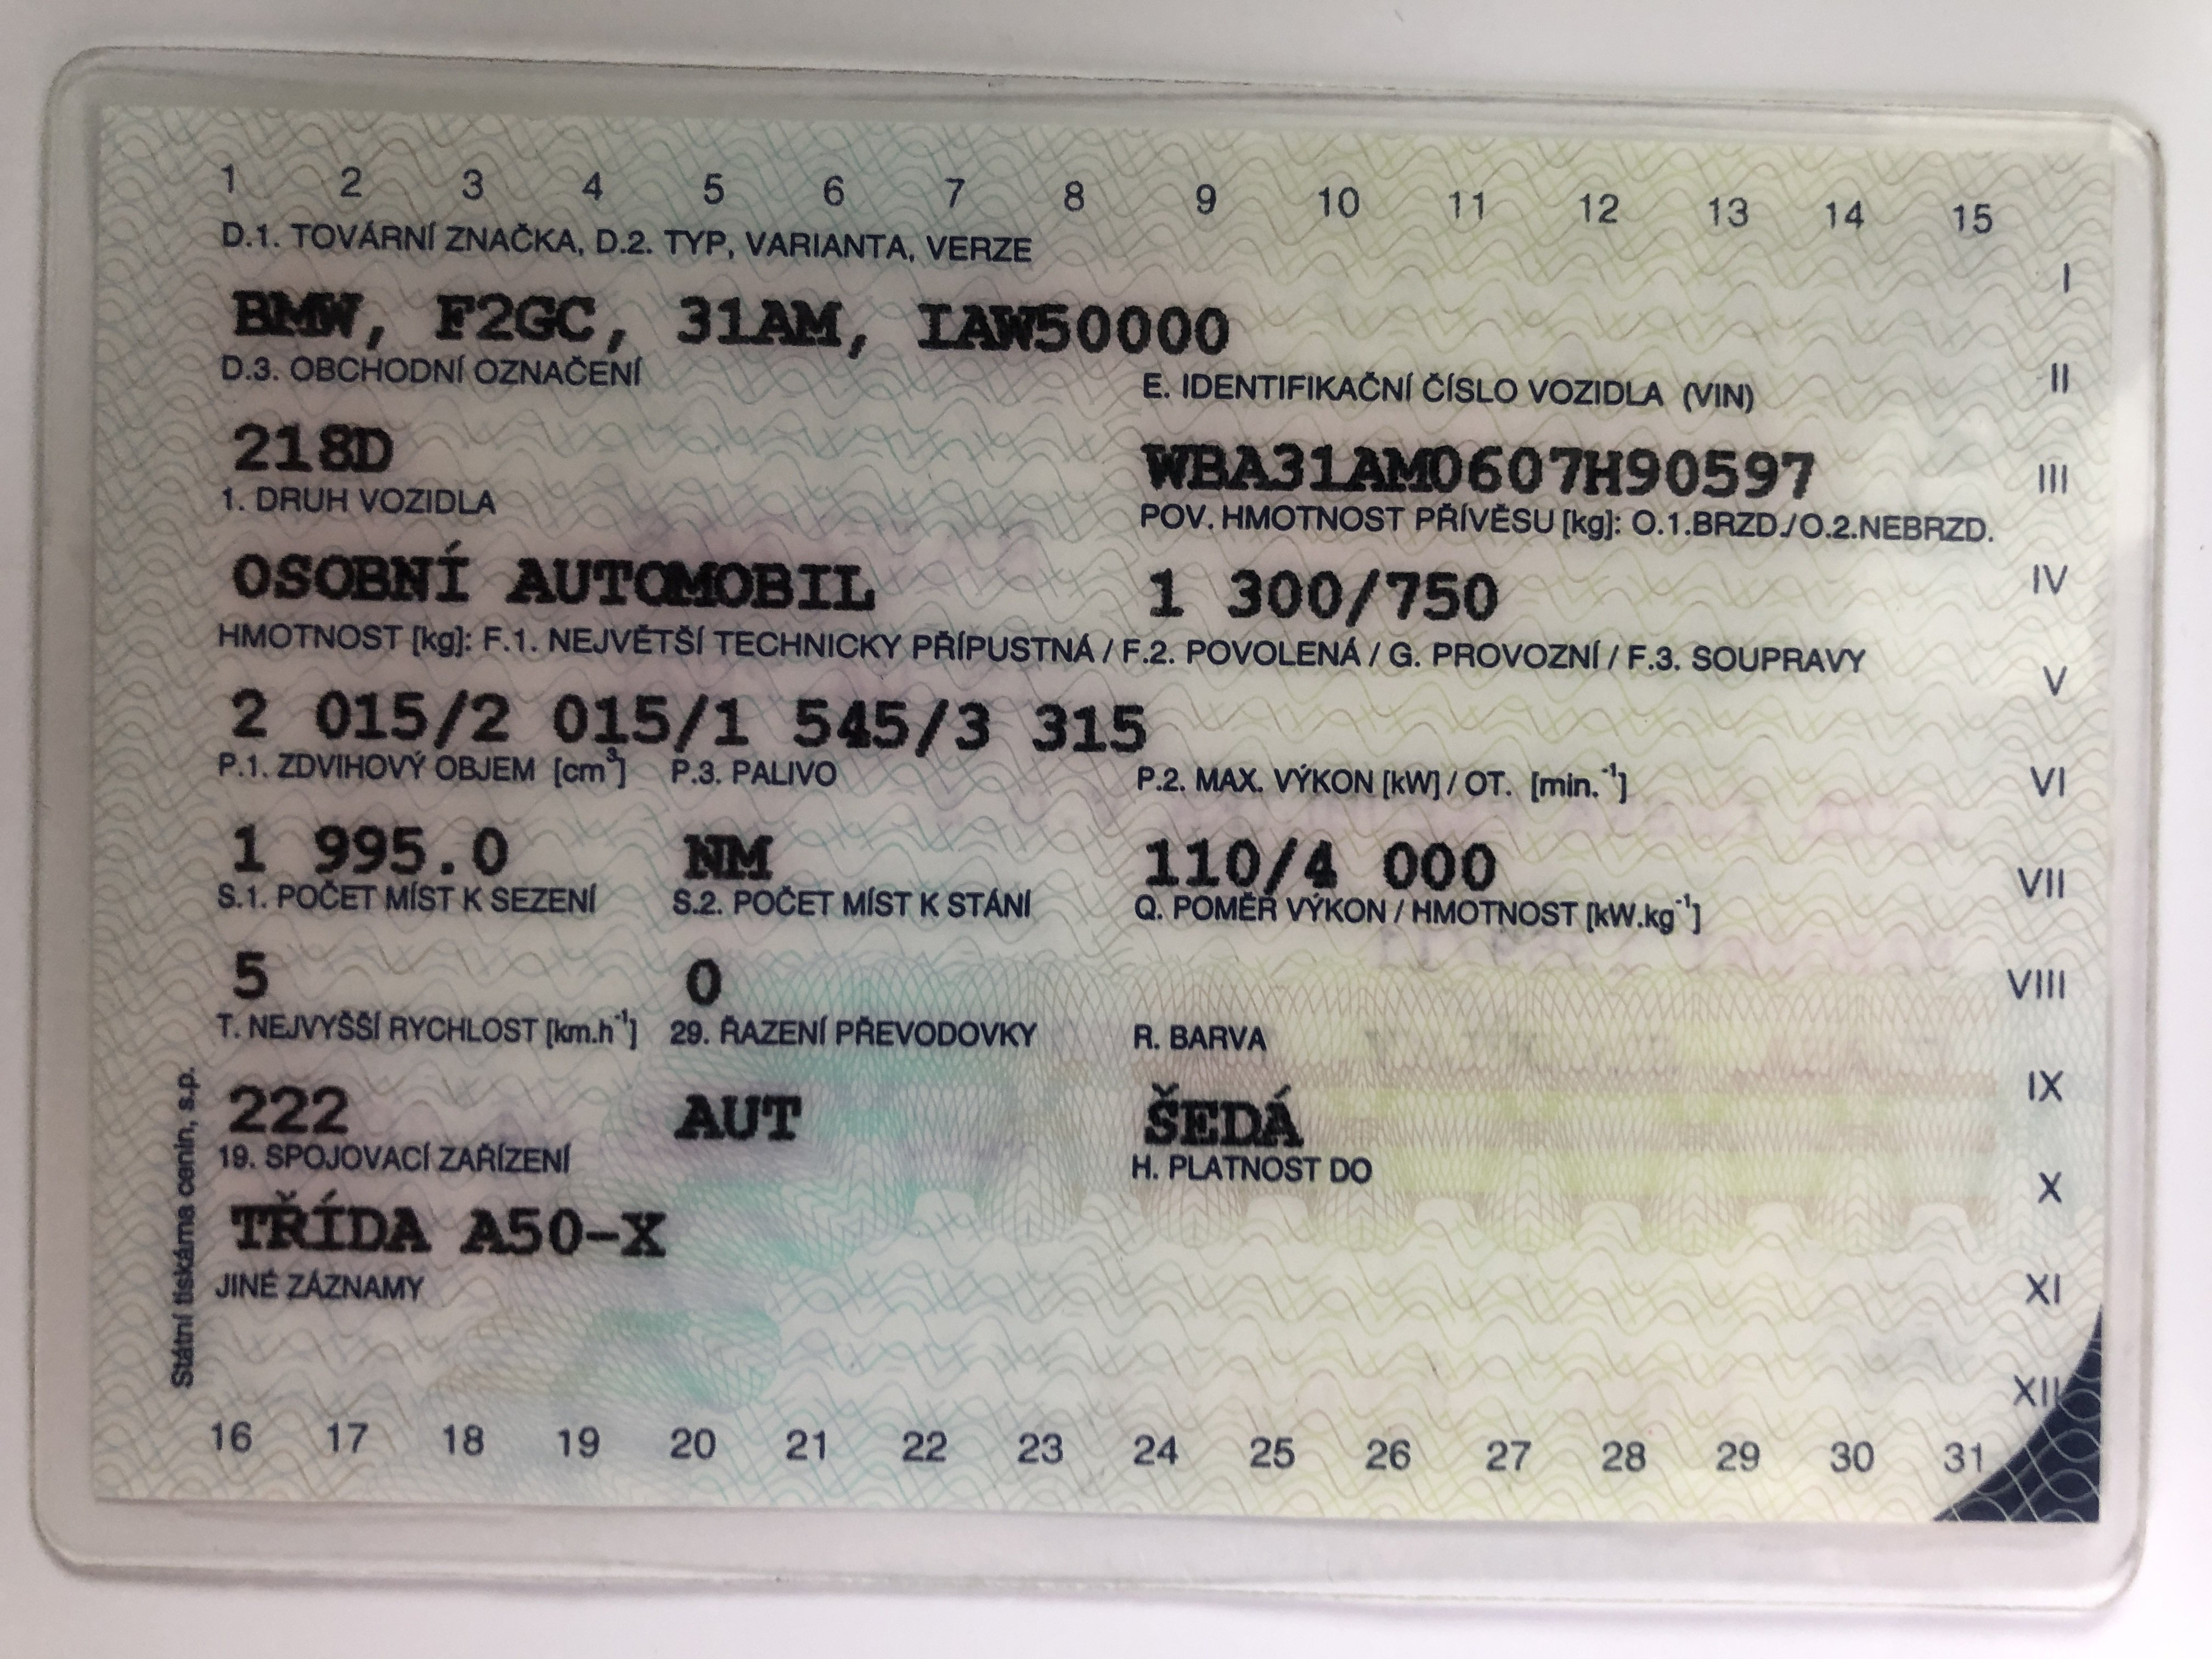 1 2 3 4 5 6 7 8 9 10 11 12 13 14 15
D.1. TOVÁRNÍ ZNAČKA, D.2. TYP, VARIANTA, VERZE
I
BMW, F2GC, 31AM, IAW50000
D.3. OBCHODNÍ OZNAČENÍ E. IDENTIFIKAČNÍ ČÍSLO VOZIDLA (VIN) II
218D WBA31AM0607H90597 III
1. DRUH VOZIDLA POV. HMOTNOST PŘÍVĚSU [kg]: O.1.BRZD./O.2.NEBRZD.
OSOBNÍ AUTOMOBIL 1 300/750 IV
HMOTNOST [kg]: F.1. NEJVĚTŠÍ TECHNICKY PŘÍPUSTNÁ / F.2. POVOLENÁ / G. PROVOZNÍ / F.3. SOUPRAVY V
2 015/2 015/1 545/3 315
P.1. ZDVIHOVÝ OBJEM [cm³] P.3. PALIVO P.2. MAX. VÝKON [kW] / OT. [min.⁻¹] VI
1 995.0 NM 110/4 000 VII
S.1. POČET MÍST K SEZENÍ S.2. POČET MÍST K STÁNÍ Q. POMĚR VÝKON / HMOTNOST [kW.kg⁻¹]
5 0 VIII
T. NEJVYŠŠÍ RYCHLOST [km.h⁻¹] 29. ŘAZENÍ PŘEVODOVKY R. BARVA
222 AUT ŠEDÁ IX
19. SPOJOVACÍ ZAŘÍZENÍ H. PLATNOST DO X
TŘÍDA A50-X
JINÉ ZÁZNAMY XI
XII
16 17 18 19 20 21 22 23 24 25 26 27 28 29 30 31
Státní tiskárna cenin, s.p.